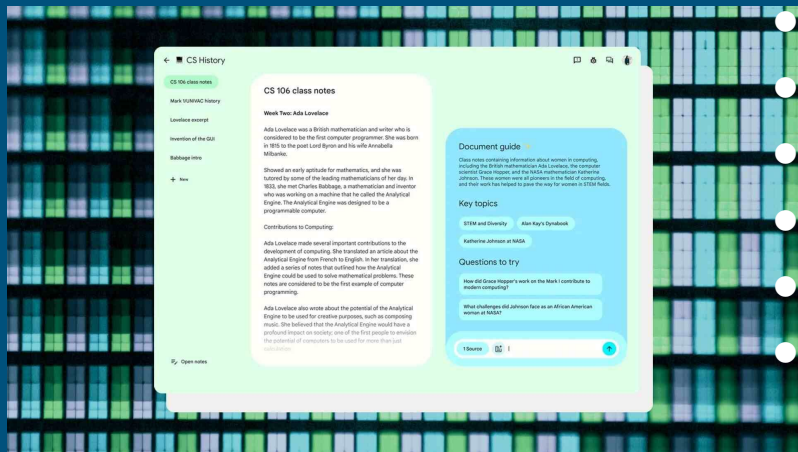 CS History
CS 106 class notes
Mark I/UNIVAC history
Lovelace excerpt
Invention of the GUI
Babbage intro
+ New
Open notes
CS 106 class notes
Week Two: Ada Lovelace
Ada Lovelace was a British mathematician and writer who is
considered to be the first computer programmer. She was born
in 1815 to the poet Lord Byron and his wife Annabella
Milbanke.
Showed an early aptitude for mathematics, and she was
tutored by some of the leading mathematicians of her day. In
1833, she met Charles Babbage, a mathematician and inventor
who was working on a machine that he called the Analytical
Engine. The Analytical Engine was designed to be a
programmable computer.
Contributions to Computing:
Ada Lovelace made several important contributions to the
development of computing. She translated an article about the
Analytical Engine from French to English. In her translation, she
added a series of notes that outlined how the Analytical
Engine could be used to solve mathematical problems. These
notes are considered to be the first example of computer
programming.
Ada Lovelace also wrote about the potential of the Analytical
Engine to be used for creative purposes, such as composing
music. She believed that the Analytical Engine would have a
profound impact on society; one of the first people to envision
the potential of computers to be used for more than just
Document guide
Class notes containing information about women in computing,
including the British mathematician Ada Lovelace, the computer
scientist Grace Hopper, and the NASA mathematician Katherine
Johnson. These women were all pioneers in the field of computing,
and their work has helped to pave the way for women in STEM fields.
Key topics
STEM and Diversity
Alan Kay's Dynabook
Katherine Johnson at NASA
Questions to try
How did Grace Hopper's work on the Mark I contribute to
modern computing?
What challenges did Johnson face as an African American
woman at NASA?
1 Source